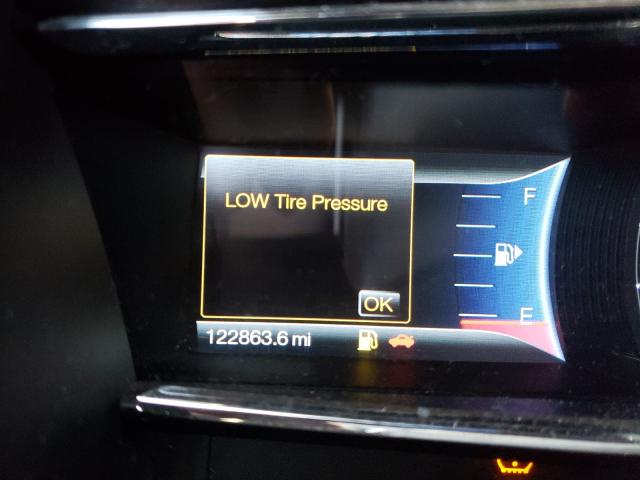 LOW Tire Pressure
F
OK
E
122863.6 mi